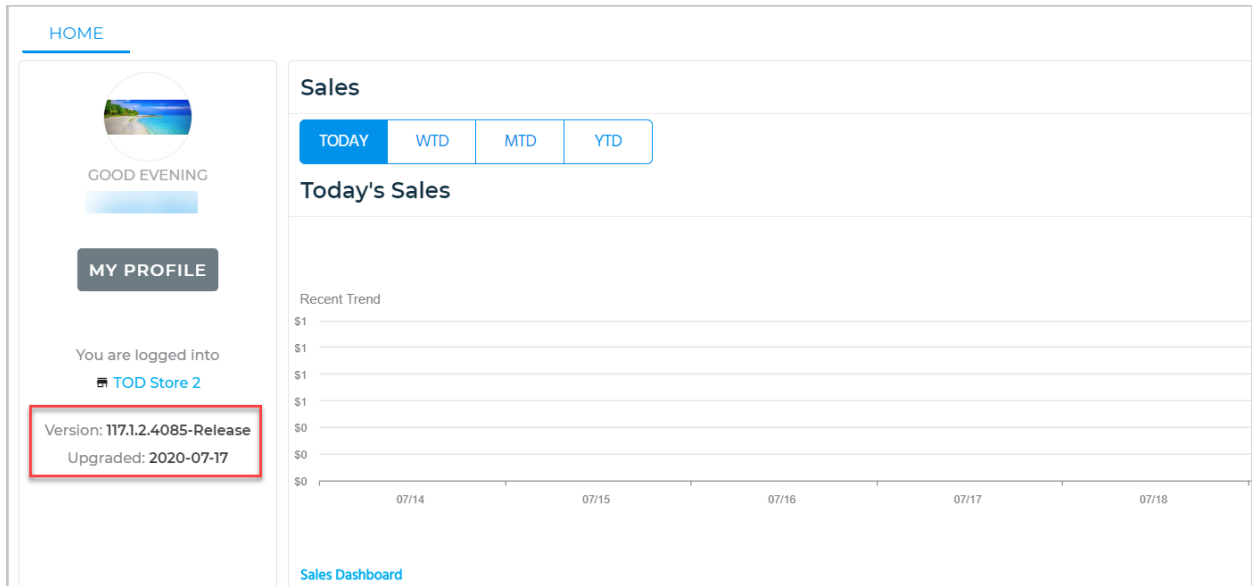 HOME
GOOD EVENING
MY PROFILE
You are logged into
TOD Store 2
Version: 117.1.2.4085-Release
Upgraded: 2020-07-17
Sales
TODAY WTD MTD YTD
Today's Sales
Recent Trend
$1
$1
$1
$1
$0
$0
$0
07/14 07/15 07/16 07/17 07/18
Sales Dashboard